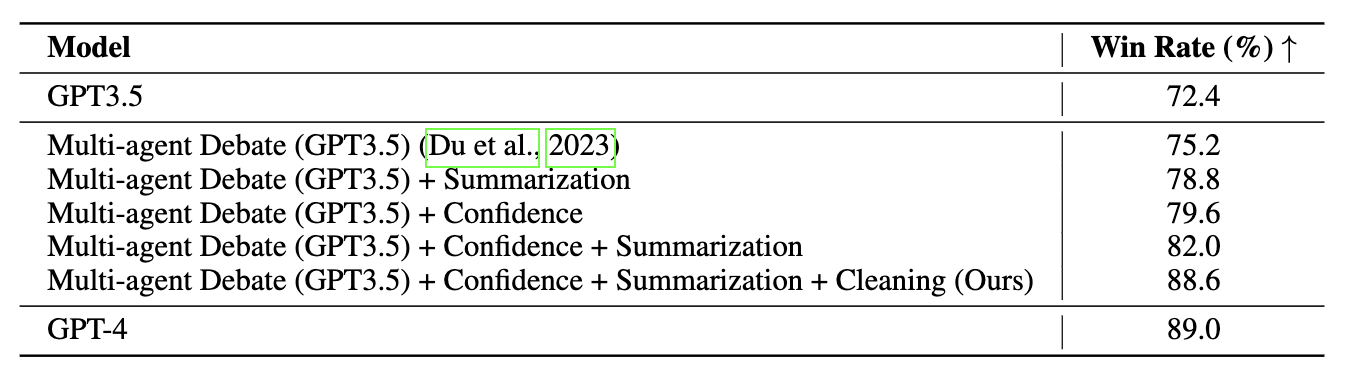 Model Win Rate (%) ↑
GPT3.5 72.4
Multi-agent Debate (GPT3.5) (Du et al., 2023) 75.2
Multi-agent Debate (GPT3.5) + Summarization 78.8
Multi-agent Debate (GPT3.5) + Confidence 79.6
Multi-agent Debate (GPT3.5) + Confidence + Summarization 82.0
Multi-agent Debate (GPT3.5) + Confidence + Summarization + Cleaning (Ours) 88.6
GPT-4 89.0